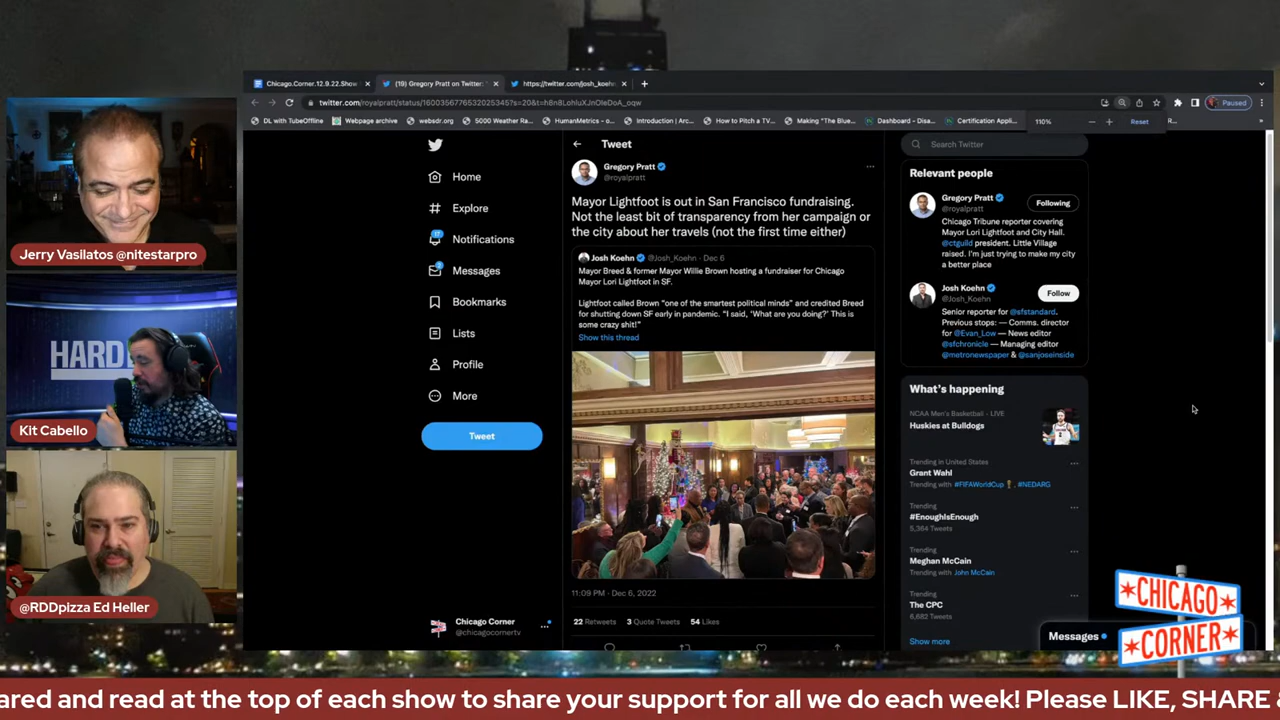 Chicago.Corner.12.9.22.Show
(19) Gregory Pratt on Twitter:
https://twitter.com/josh_koehn
twitter.com/royalpratt/status/1600356776532025345?s=20&t=h8n8LohluXJnOleDoA_oqw
Paused
DL with TubeOffline
Webpage archive
websdr.org
5000 Weather Ra...
HumanMetrics - o...
Introduction | Arc...
How to Pitch a TV...
Making "The Blue...
Dashboard - Disa...
Certification Appli...
110%
Reset
Home
Explore
17
Notifications
2
Messages
Bookmarks
Lists
Profile
More
Tweet
Chicago Corner
@chicagocornertv
Tweet
Gregory Pratt
@royalpratt
Mayor Lightfoot is out in San Francisco fundraising.
Not the least bit of transparency from her campaign or
the city about her travels (not the first time either)
Josh Koehn @Josh_Koehn · Dec 6
Mayor Breed & former Mayor Willie Brown hosting a fundraiser for Chicago
Mayor Lori Lightfoot in SF.
Lightfoot called Brown “one of the smartest political minds” and credited Breed
for shutting down SF early in pandemic. “I said, ‘What are you doing?’ This is
some crazy shit!”
Show this thread
11:09 PM · Dec 6, 2022
22 Retweets 3 Quote Tweets 54 Likes
Search Twitter
Relevant people
Gregory Pratt
@royalpratt
Following
Chicago Tribune reporter covering
Mayor Lori Lightfoot and City Hall.
@ctguild president. Little Village
raised. I'm just trying to make my city
a better place
Josh Koehn
@Josh_Koehn
Follow
Senior reporter for @sfstandard.
Previous stops: — Comms. director
for @Evan_Low — News editor
@sfchronicle — Managing editor
@metronewspaper & @sanjoseinside
What's happening
NCAA Men's Basketball · LIVE
Huskies at Bulldogs
Trending in United States
Grant Wahl
Trending with #FIFAWorldCup, #NEDARG
Trending
#EnoughIsEnough
5,364 Tweets
Trending
Meghan McCain
Trending with John McCain
Trending
The CPC
6,682 Tweets
Show more
Messages
Jerry Vasilatos @nitestarpro
HARD
Kit Cabello
@RDDpizza Ed Heller
CHICAGO
CORNER
ared and read at the top of each show to share your support for all we do each week! Please LIKE, SHARE